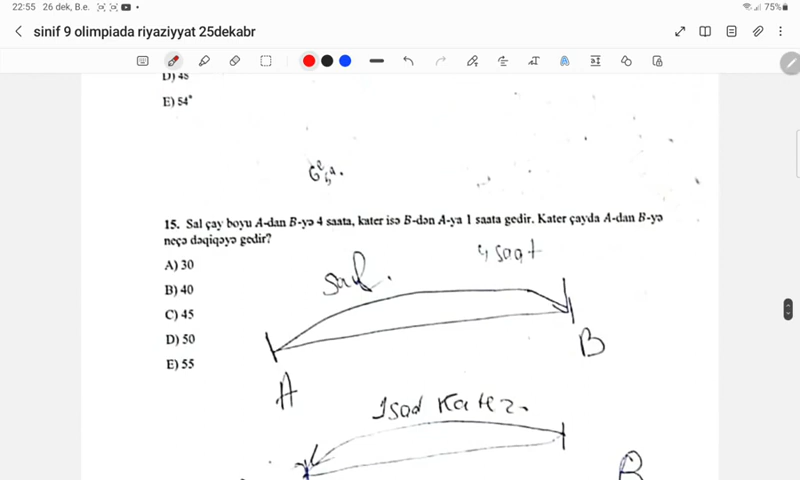 22:55 26 dek, B.e.
75%
sinif 9 olimpiada riyaziyyat 25dekabr
D) 48
E) 54°
15. Sal çay boyu A-dan B-yə 4 saata, kater isə B-dən A-ya 1 saata gedir. Kater çayda A-dan B-yə
neçə dəqiqəyə gedir?
A) 30
B) 40
C) 45
D) 50
E) 55
sal.
4 saat
A
B
1 saat Kater.
B